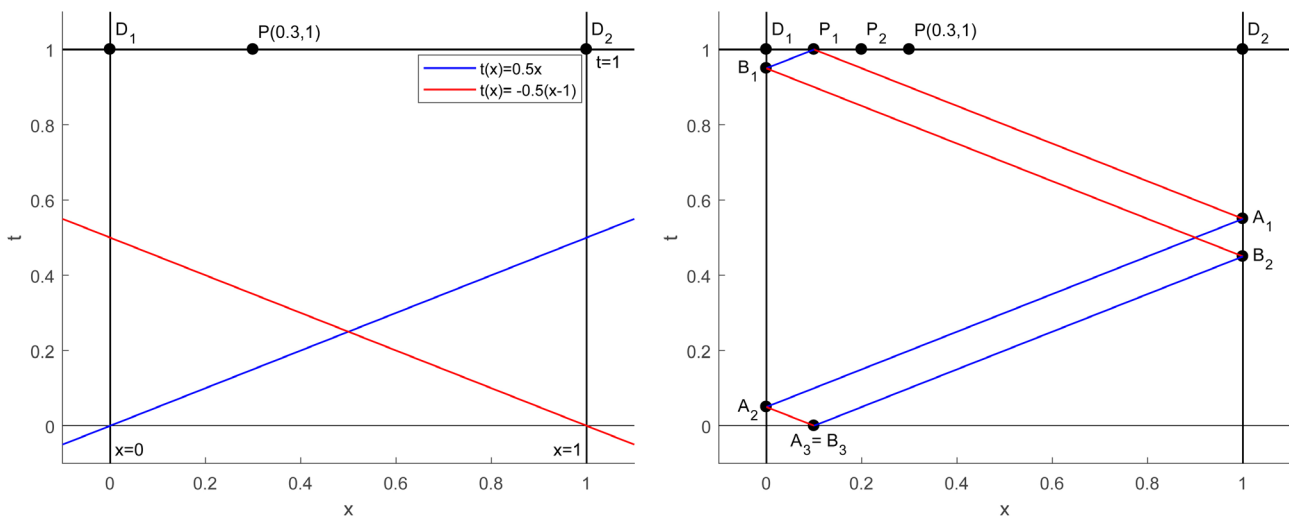 D₁
P(0.3,1)
D₂
t=1
t(x)=0.5x
t(x)= -0.5(x-1)
1
0.8
0.6
0.4
0.2
0
t
x=0
x=1
0
0.2
0.4
0.6
0.8
1
x
D₁
P₁
P₂
P(0.3,1)
D₂
B₁
A₁
B₂
A₂
A₃= B₃
1
0.8
0.6
0.4
0.2
0
t
0
0.2
0.4
0.6
0.8
1
x